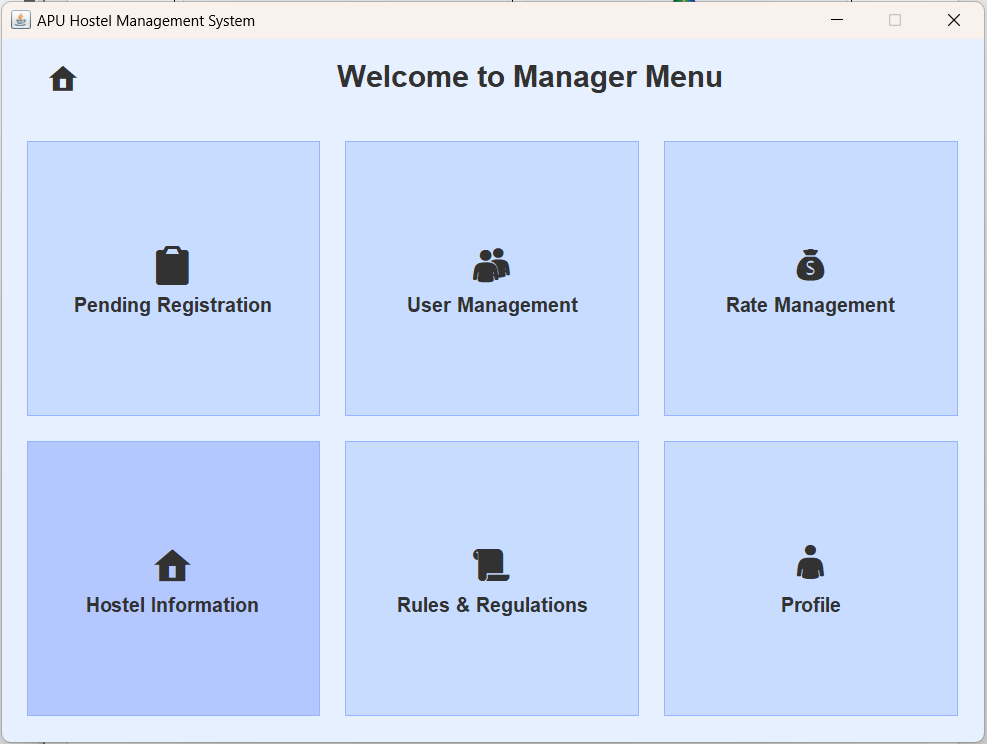 APU Hostel Management System
Welcome to Manager Menu
Pending Registration
User Management
S
Rate Management
Hostel Information
Rules & Regulations
Profile